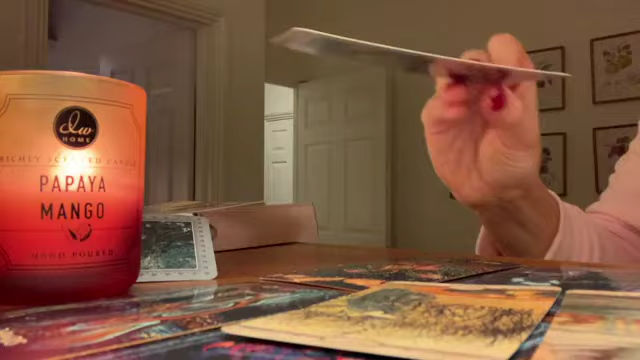 dw
HOME
RICHLY SCENTED CANDLE
PAPAYA
MANGO
HAND POURED